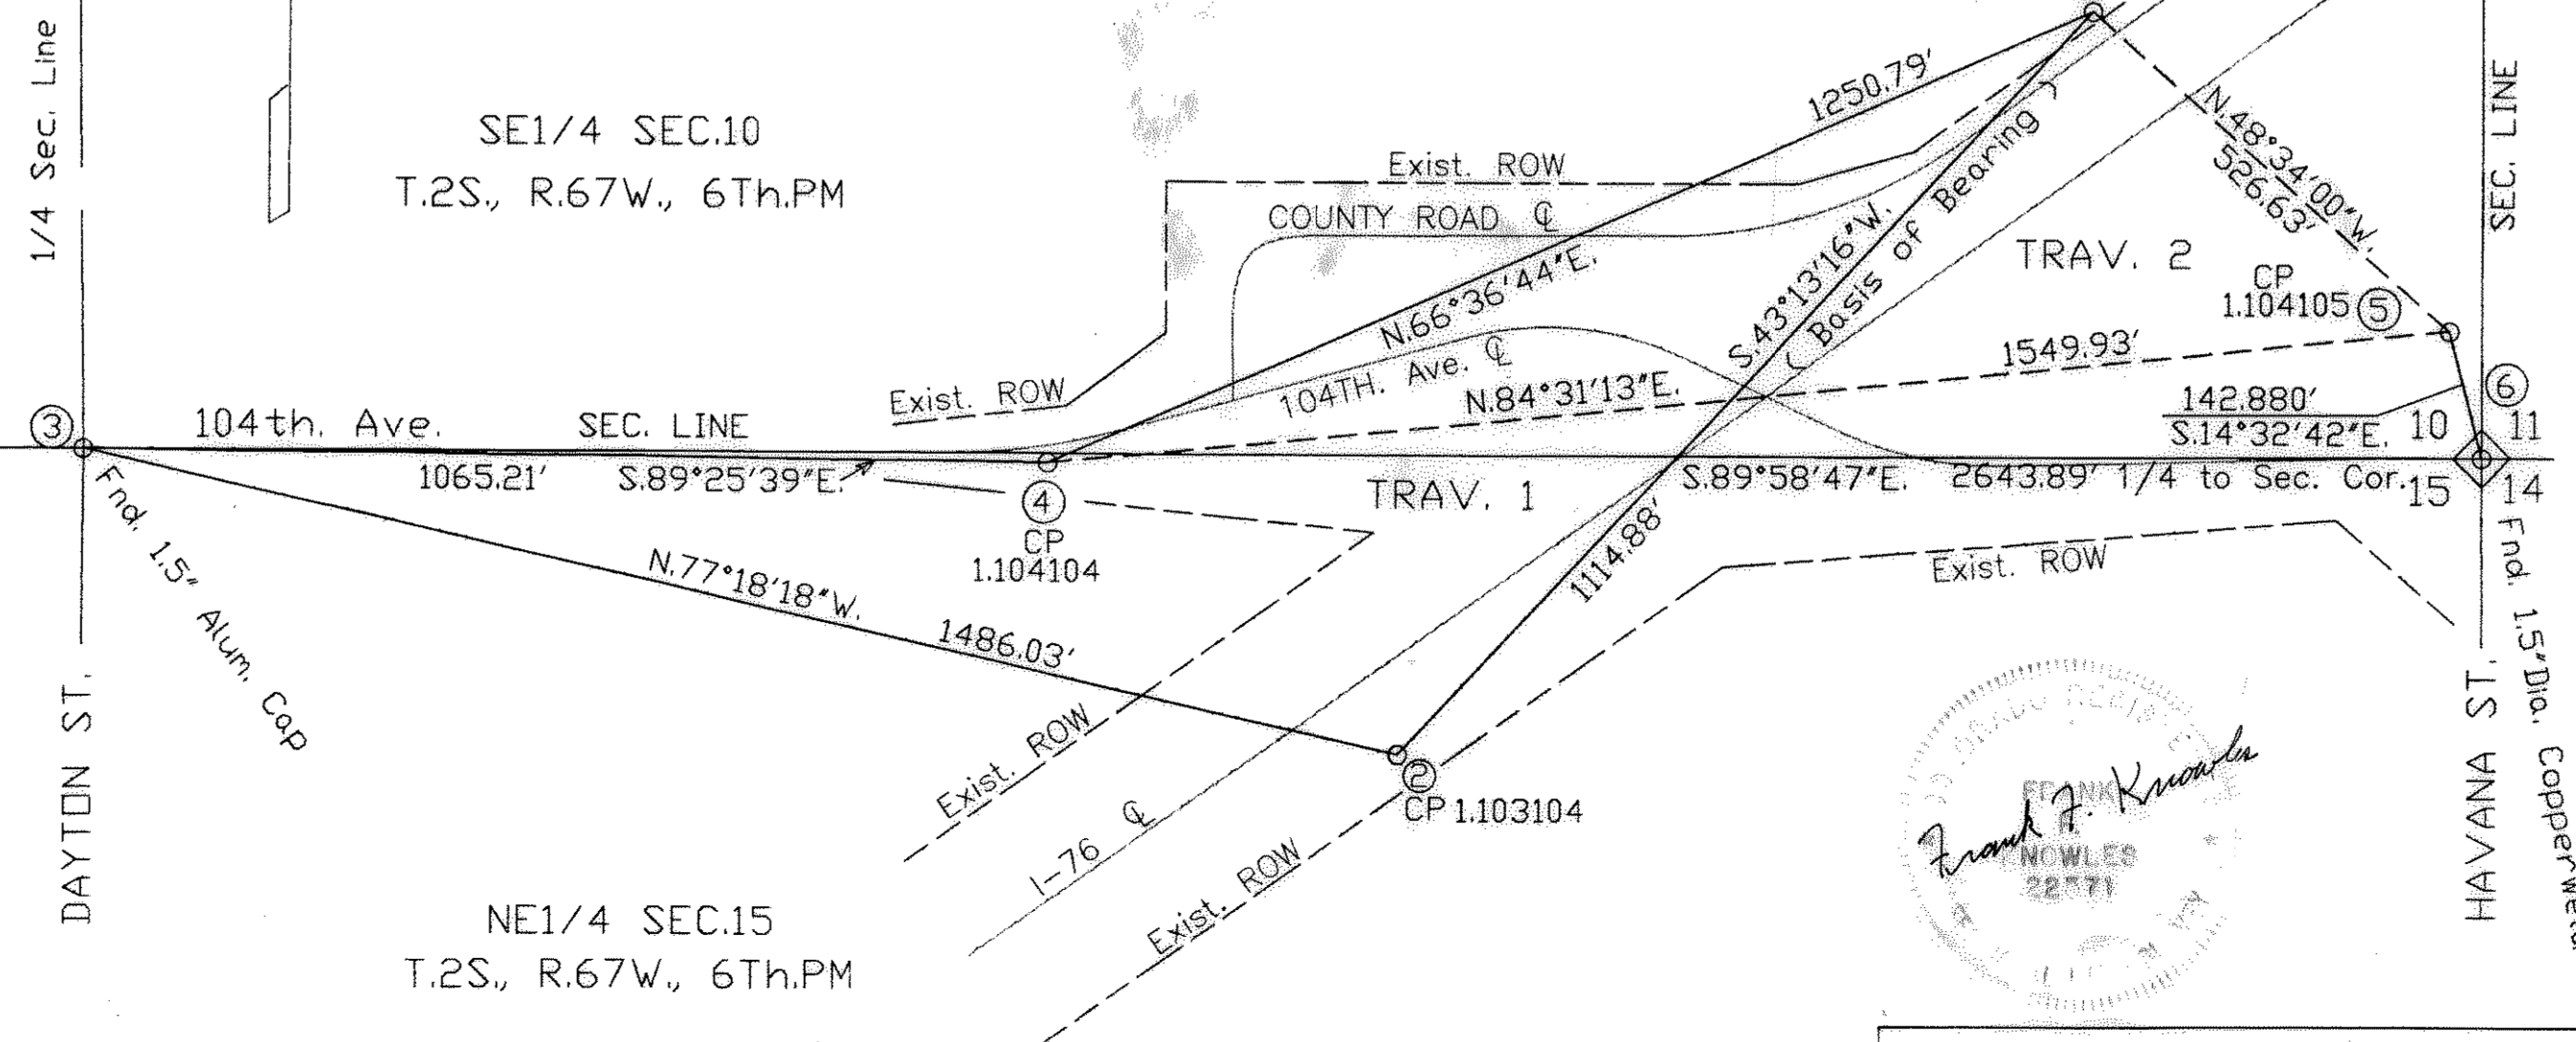 1/4 Sec. Line
SE1/4 SEC.10
T.2S., R.67W., 6Th.PM
Exist. ROW
COUNTY ROAD ℄
1250.79'
N.66°36'44"E.
S.43°13'16"W.
( Basis of Bearing )
N.48°34'00"W.
526.63'
SEC. LINE
TRAV. 2
CP
1.104105 5
1549.93'
N.84°31'13"E.
104TH. Ave. ℄
Exist. ROW
142.880'
S.14°32'42"E.
6
10 11
15 14
3
104th. Ave.
SEC. LINE
1065.21'
S.89°25'39"E.
4
CP
1.104104
TRAV. 1
S.89°58'47"E. 2643.89' 1/4 to Sec. Cor.
1114.88'
Exist. ROW
Fnd. 1.5" Alum. Cap
N.77°18'18"W.
1486.03'
Exist. ROW
I-76 ℄
Exist. ROW
2
CP 1.103104
DAYTON ST.
NE1/4 SEC.15
T.2S., R.67W., 6Th.PM
Frank F. Knowles
FRANK
F.
HAVANA ST.
Fnd. 1.5"Dia. Copperweld